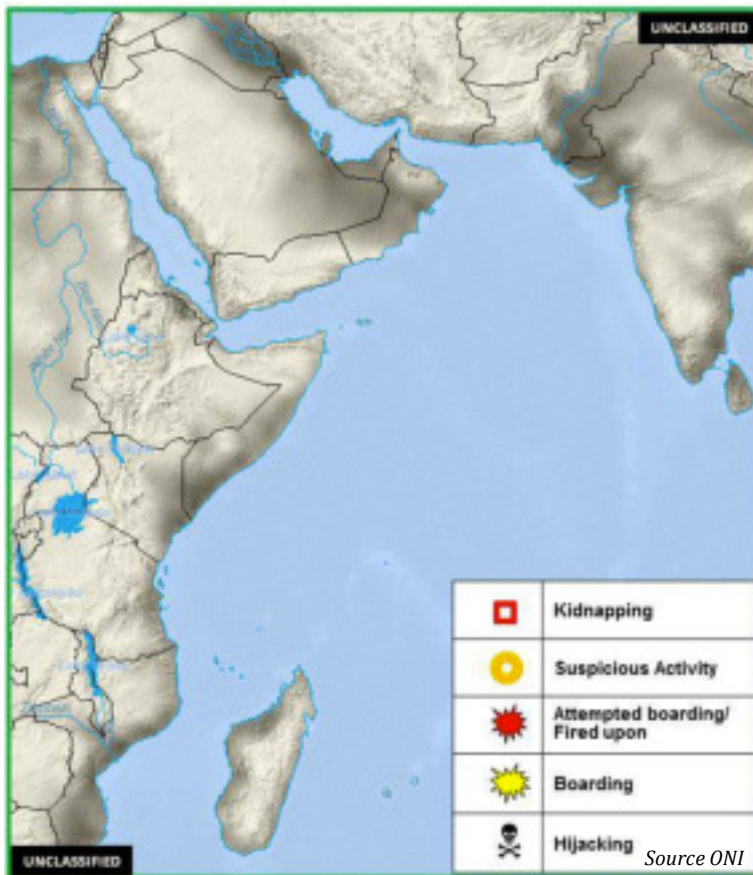 UNCLASSIFIED
Kidnapping
Suspicious Activity
Attempted boarding/
Fired upon
Boarding
Hijacking
Source ONI
UNCLASSIFIED